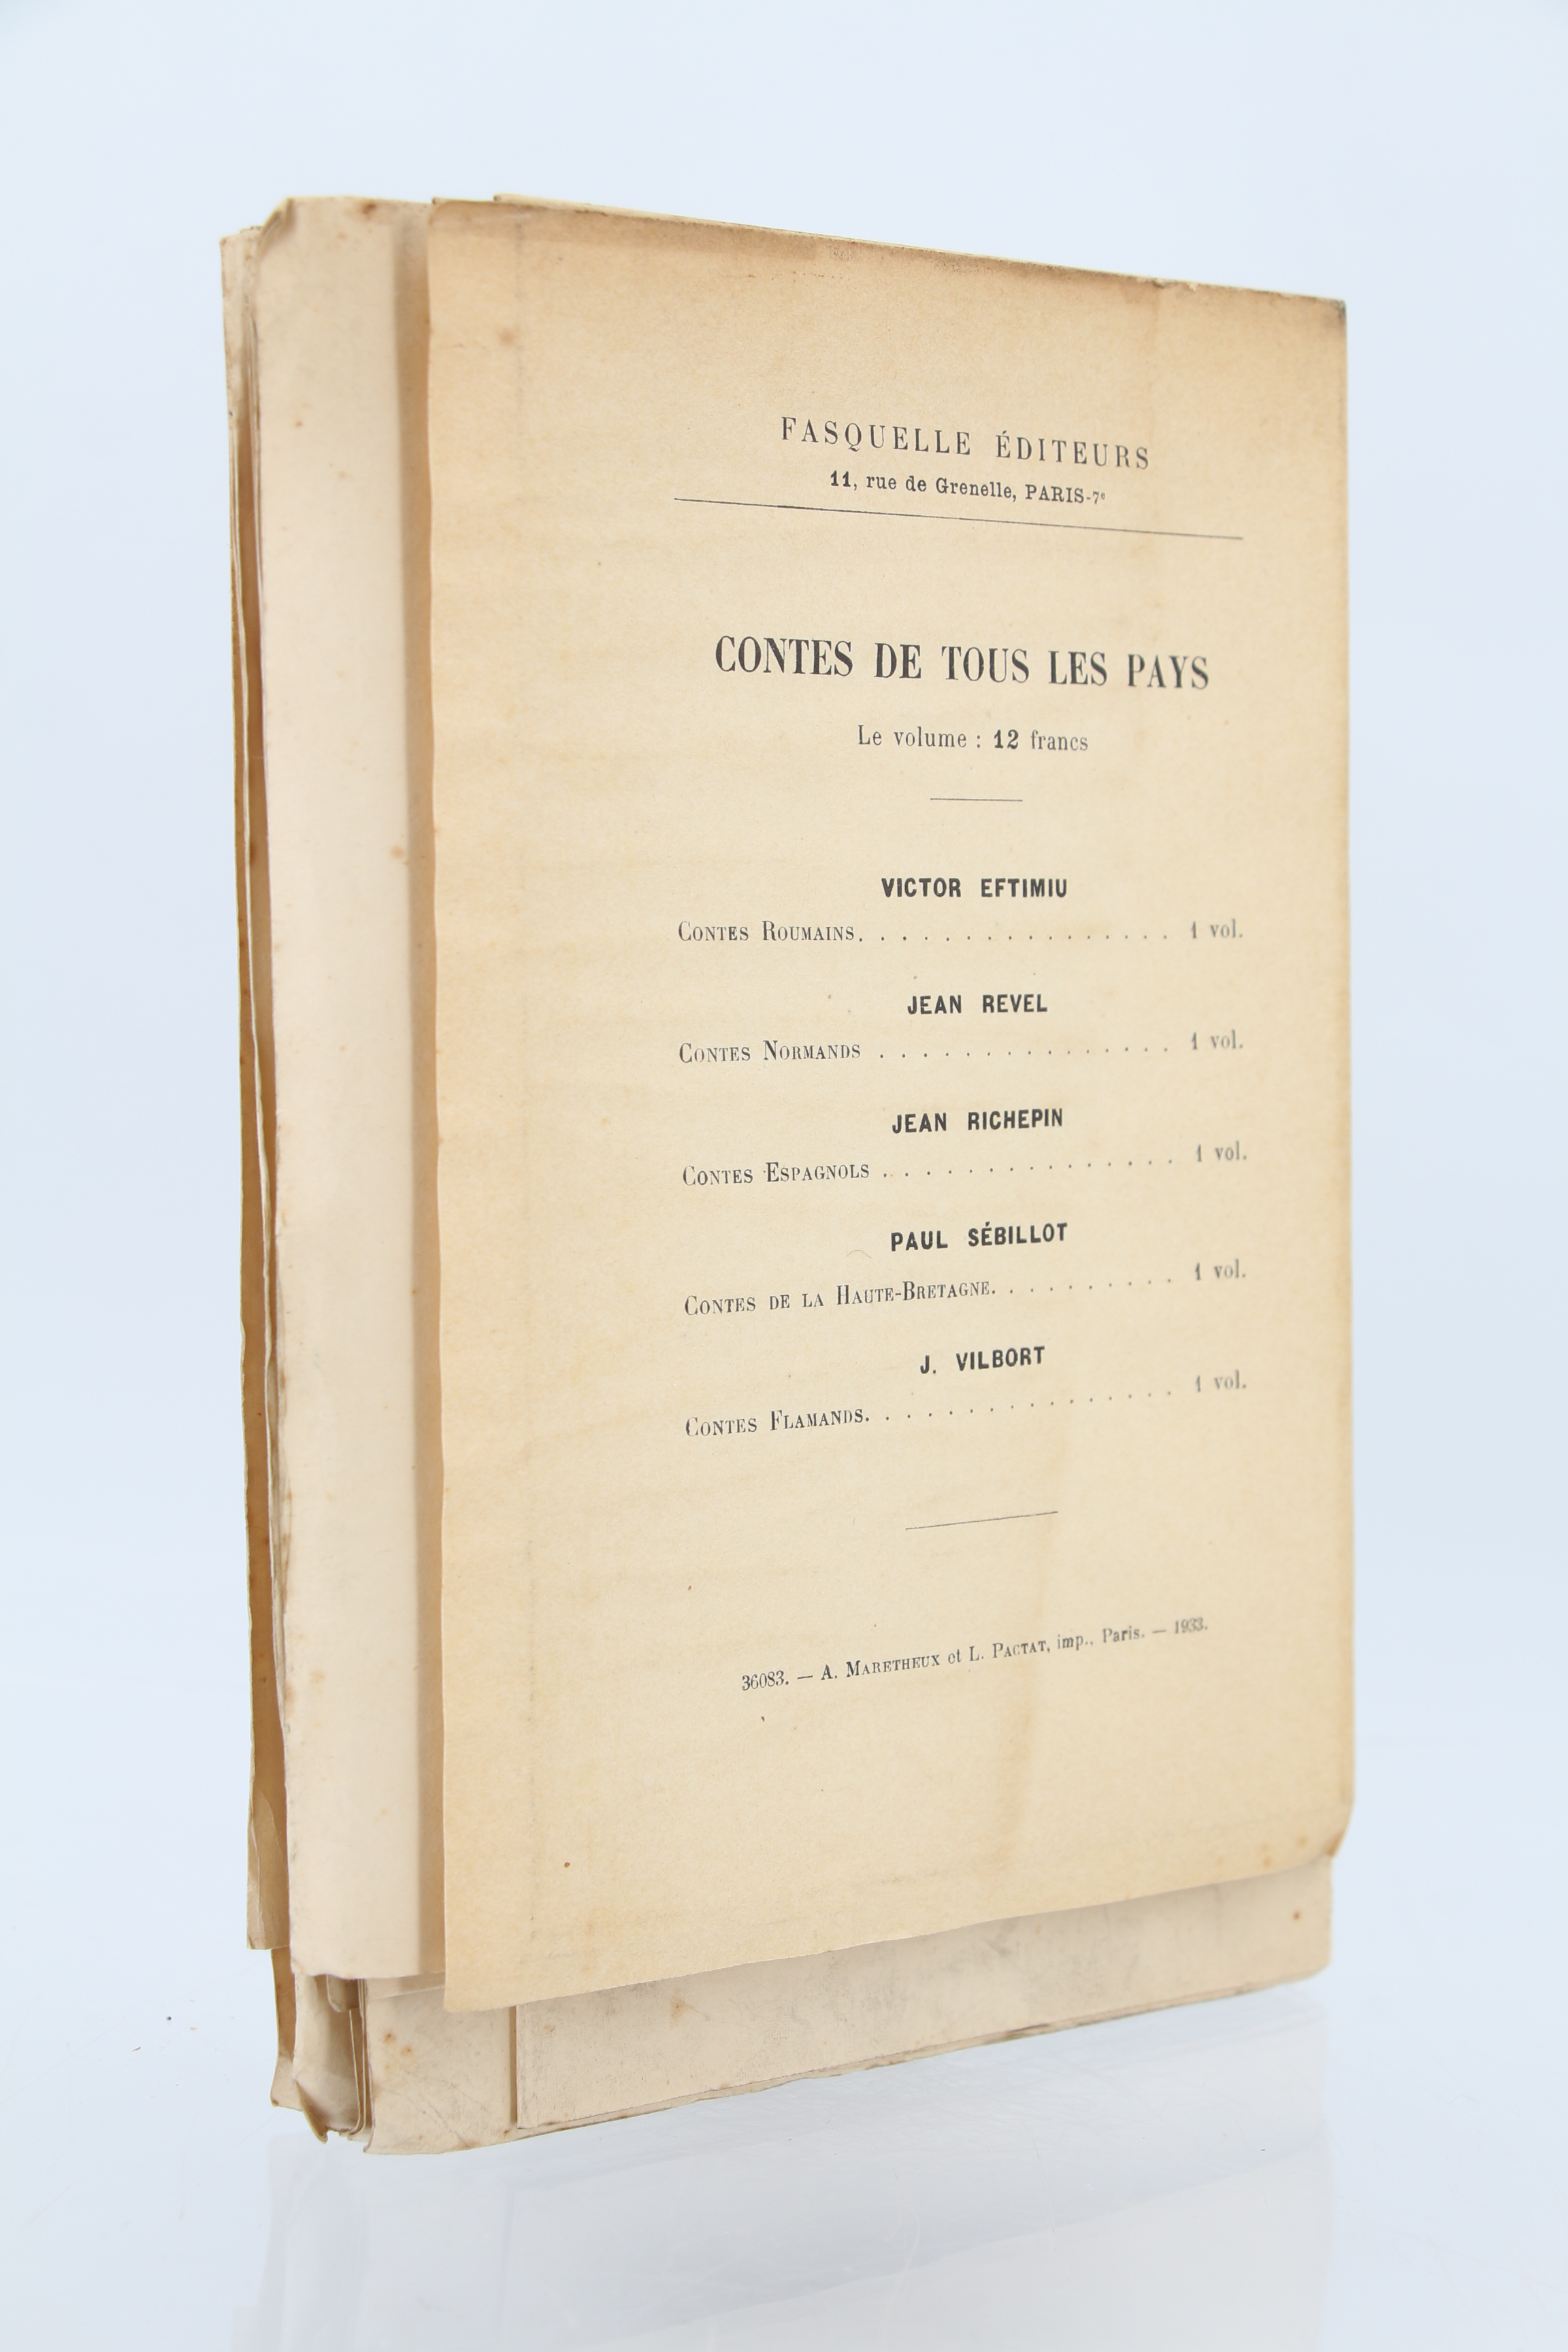 FASQUELLE ÉDITEURS
11, rue de Grenelle, PARIS-7e
CONTES DE TOUS LES PAYS
Le volume : 12 francs
VICTOR EFTIMIU
CONTES ROUMAINS. . . . . . . . . . . . . . . 1 vol.
JEAN REVEL
CONTES NORMANDS . . . . . . . . . . . . . . 1 vol.
JEAN RICHEPIN
CONTES ESPAGNOLS . . . . . . . . . . . . . . 1 vol.
PAUL SÉBILLOT
CONTES DE LA HAUTE-BRETAGNE. . . . . . . . . 1 vol.
J. VILBORT
CONTES FLAMANDS. . . . . . . . . . . . . . . 1 vol.
36083. — A. MARETHEUX et L. PACTAT, imp., Paris. — 1933.